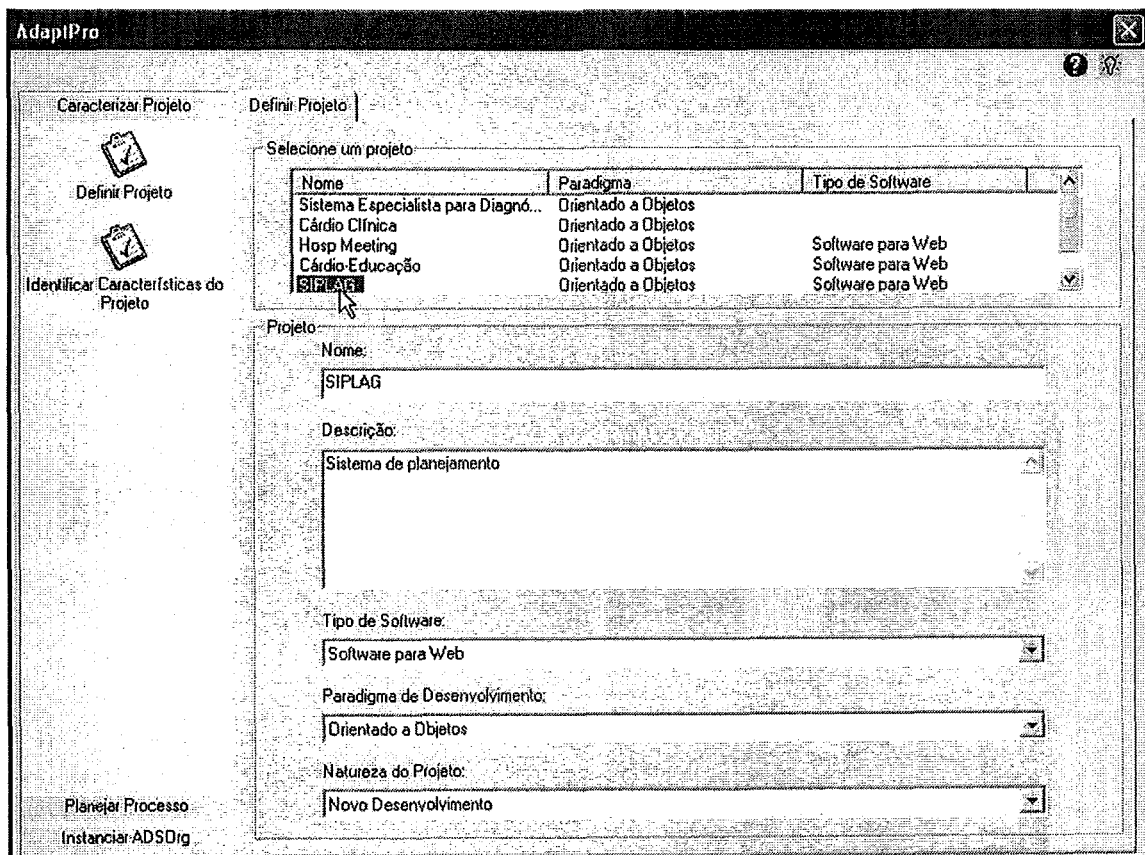 AdaptPro
Caracterizar Projeto
Definir Projeto
Identificar Características do
Projeto
Planejar Processo
Instanciar ADSOrg
Definir Projeto
Selecione um projeto
Nome Paradigma Tipo de Software
Sistema Especialista para Diagnó... Orientado a Objetos
Cárdio Clínica Orientado a Objetos
Hosp Meeting Orientado a Objetos Software para Web
Cárdio-Educação Orientado a Objetos Software para Web
SIPLAG Orientado a Objetos Software para Web
Projeto
Nome:
SIPLAG
Descrição:
Sistema de planejamento
Tipo de Software:
Software para Web
Paradigma de Desenvolvimento:
Orientado a Objetos
Natureza do Projeto:
Novo Desenvolvimento